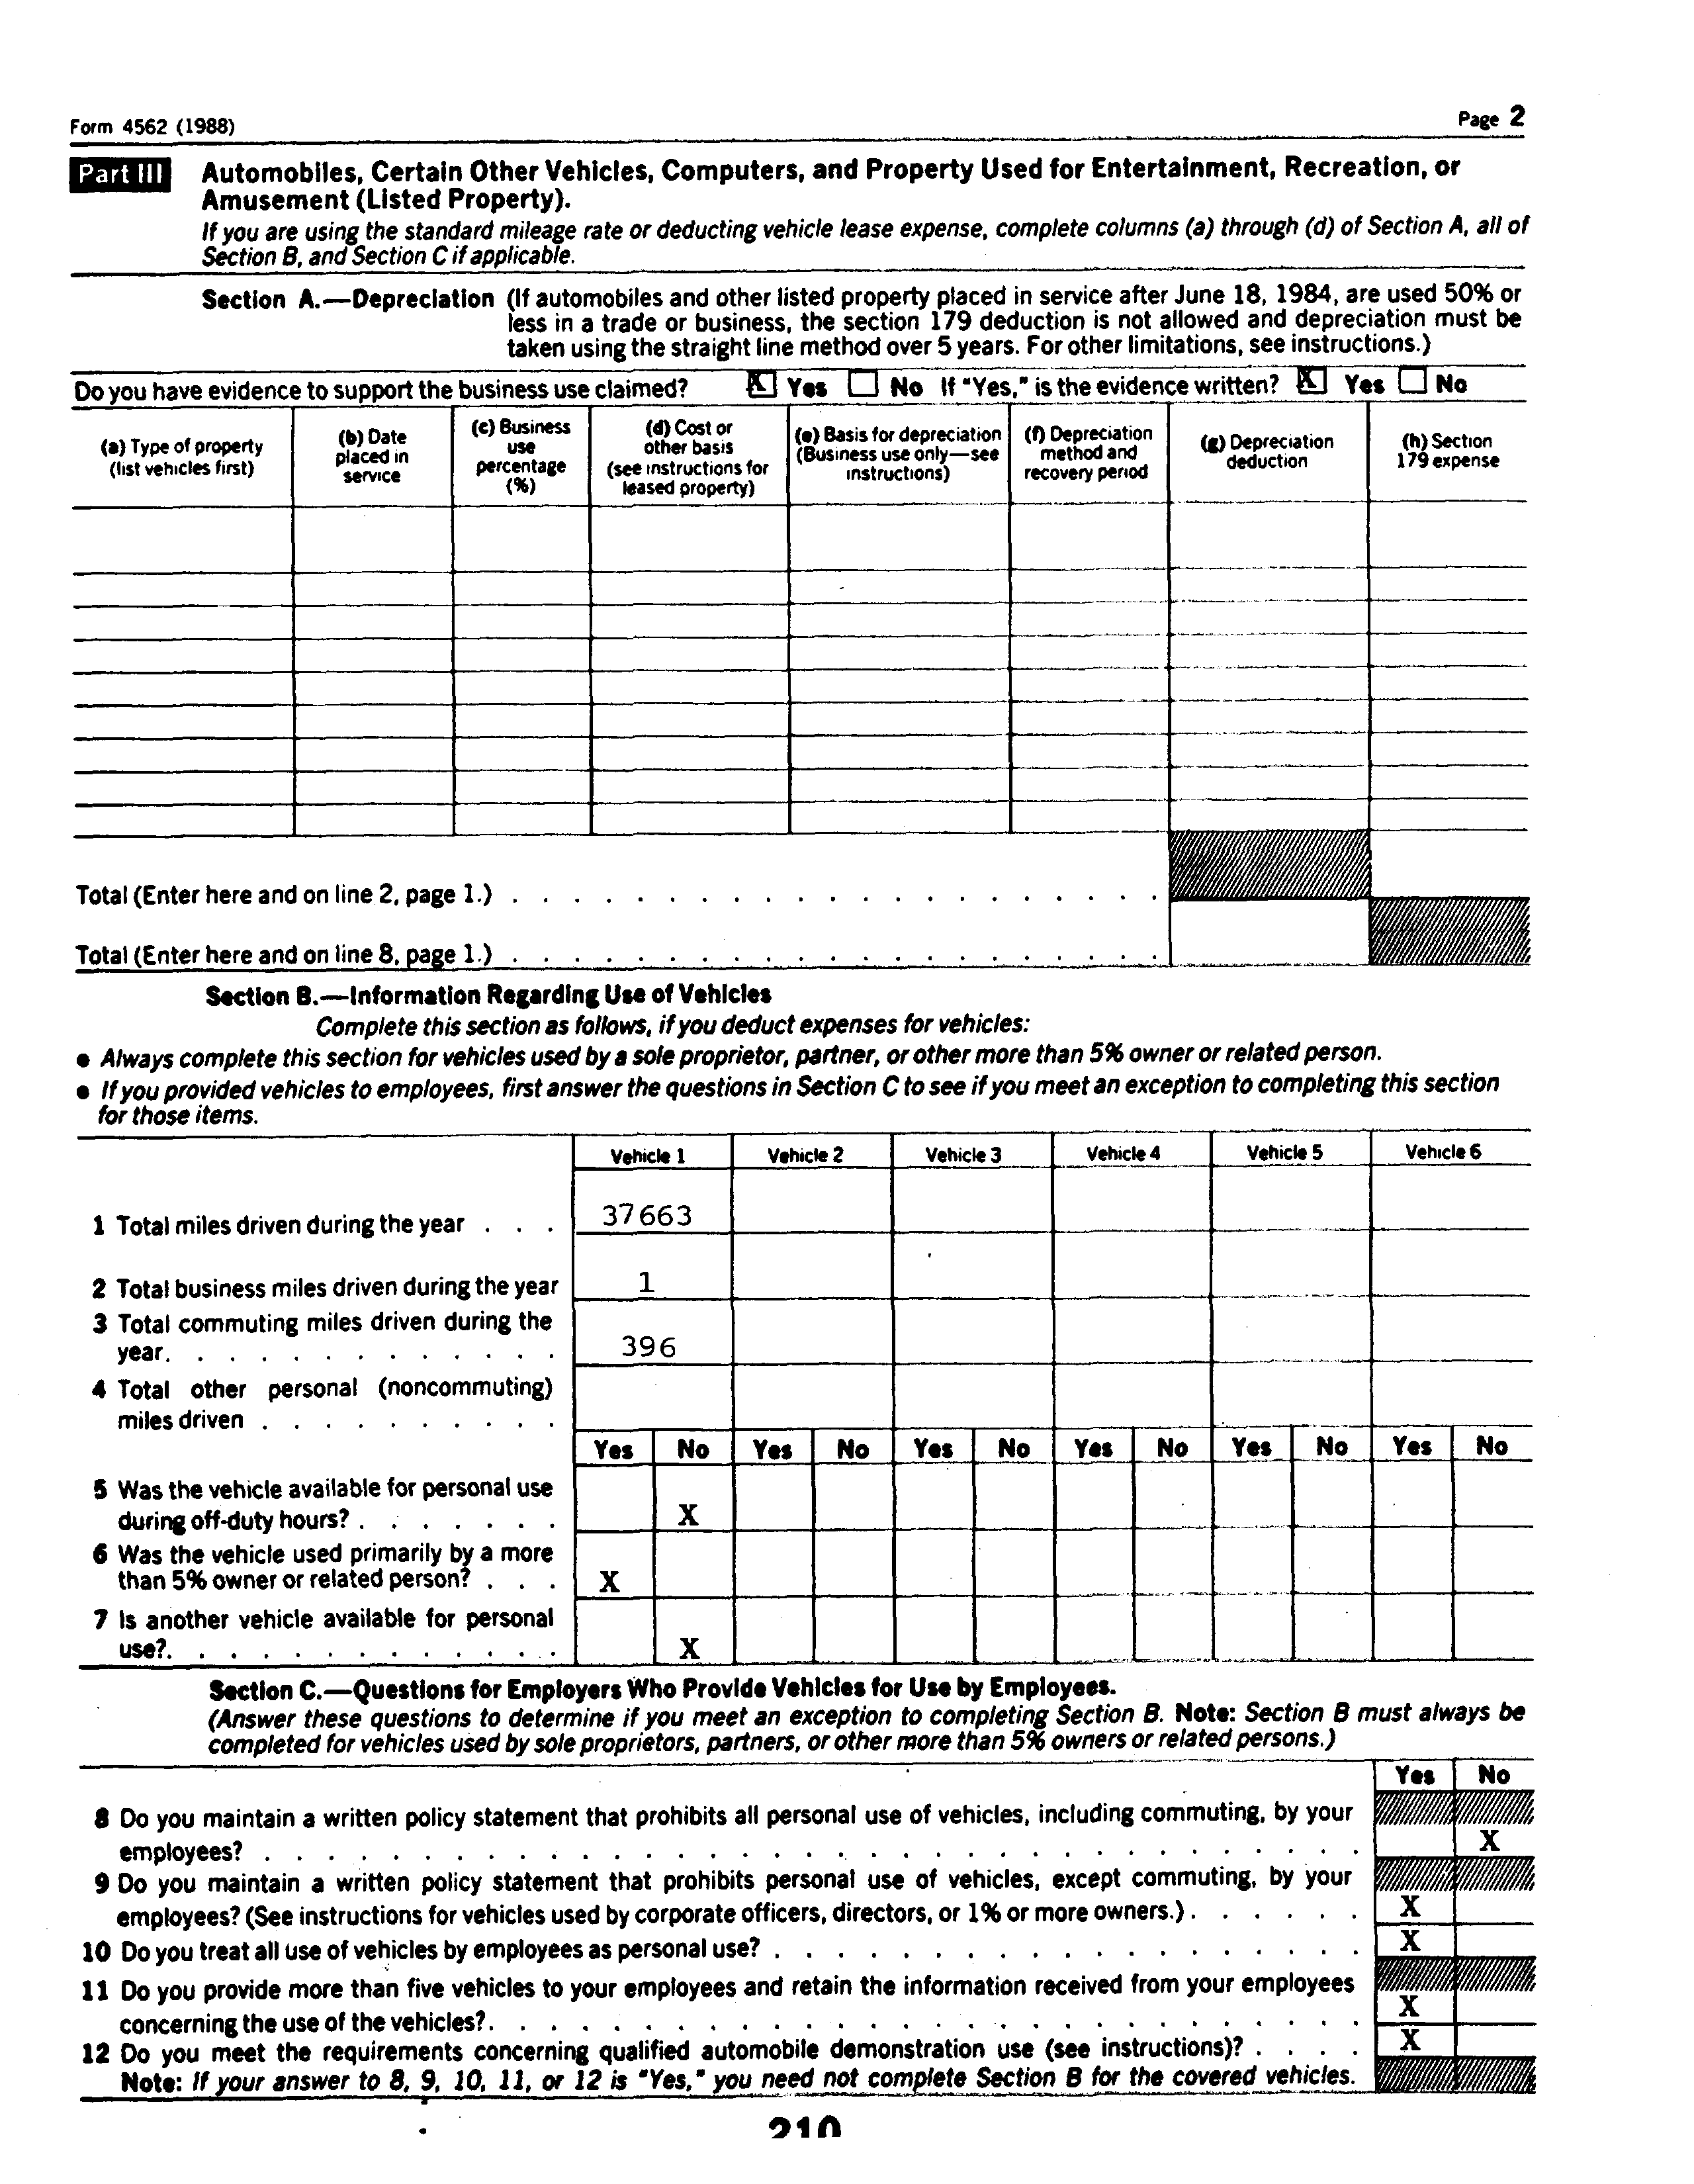 Form 4562 (1988)
Page 2
Part III Automobiles, Certain Other Vehicles, Computers, and Property Used for Entertainment, Recreation, or
Amusement (Listed Property).
If you are using the standard mileage rate or deducting vehicle lease expense, complete columns (a) through (d) of Section A, all of
Section B, and Section C if applicable.
Section A.—Depreciation (If automobiles and other listed property placed in service after June 18, 1984, are used 50% or
less in a trade or business, the section 179 deduction is not allowed and depreciation must be
taken using the straight line method over 5 years. For other limitations, see instructions.)
Do you have evidence to support the business use claimed? X Yes No If "Yes," is the evidence written? X Yes No
(a) Type of property
(list vehicles first)
(b) Date
placed in
service
(c) Business
use
percentage
(%)
(d) Cost or
other basis
(see instructions for
leased property)
(e) Basis for depreciation
(Business use only—see
instructions)
(f) Depreciation
method and
recovery period
(g) Depreciation
deduction
(h) Section
179 expense
Total (Enter here and on line 2, page 1.) . . . . . . . . . . . . . . . . . . . . .
Total (Enter here and on line 8, page 1.) . . . . . . . . . . . . . . . . . . . . .
Section B.—Information Regarding Use of Vehicles
Complete this section as follows, if you deduct expenses for vehicles:
● Always complete this section for vehicles used by a sole proprietor, partner, or other more than 5% owner or related person.
● If you provided vehicles to employees, first answer the questions in Section C to see if you meet an exception to completing this section
for those items.
Vehicle 1 Vehicle 2 Vehicle 3 Vehicle 4 Vehicle 5 Vehicle 6
1 Total miles driven during the year . . . 37663
2 Total business miles driven during the year 1
3 Total commuting miles driven during the
year. . . . . . . . . . . . . . 396
4 Total other personal (noncommuting)
miles driven . . . . . . . . . .
Yes No Yes No Yes No Yes No Yes No Yes No
5 Was the vehicle available for personal use
during off-duty hours? . . . . . . . X
6 Was the vehicle used primarily by a more
than 5% owner or related person? . . . X
7 Is another vehicle available for personal
use?. . . . . . . . . . . . . . X
Section C.—Questions for Employers Who Provide Vehicles for Use by Employees.
(Answer these questions to determine if you meet an exception to completing Section B. Note: Section B must always be
completed for vehicles used by sole proprietors, partners, or other more than 5% owners or related persons.)
Yes No
8 Do you maintain a written policy statement that prohibits all personal use of vehicles, including commuting, by your
employees? . . . . . . . . . . . . . . . . . . . . . . . . . . . X
9 Do you maintain a written policy statement that prohibits personal use of vehicles, except commuting, by your
employees? (See instructions for vehicles used by corporate officers, directors, or 1% or more owners.) . . . . . . X
10 Do you treat all use of vehicles by employees as personal use? . . . . . . . . . . . . . . . . . . . X
11 Do you provide more than five vehicles to your employees and retain the information received from your employees
concerning the use of the vehicles?. . . . . . . . . . . . . . . . . . . . . . . . . . . . X
12 Do you meet the requirements concerning qualified automobile demonstration use (see instructions)? . . . . X
Note: If your answer to 8, 9, 10, 11, or 12 is "Yes," you need not complete Section B for the covered vehicles.
210